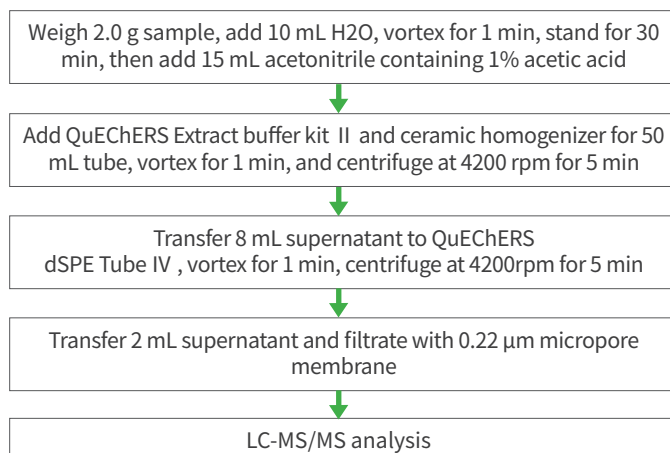 Weigh 2.0 g sample, add 10 mL H2O, vortex for 1 min, stand for 30
min, then add 15 mL acetonitrile containing 1% acetic acid
Add QuEChERS Extract buffer kit II and ceramic homogenizer for 50
mL tube, vortex for 1 min, and centrifuge at 4200 rpm for 5 min
Transfer 8 mL supernatant to QuEChERS
dSPE Tube IV , vortex for 1 min, centrifuge at 4200rpm for 5 min
Transfer 2 mL supernatant and filtrate with 0.22 μm micropore
membrane
LC-MS/MS analysis